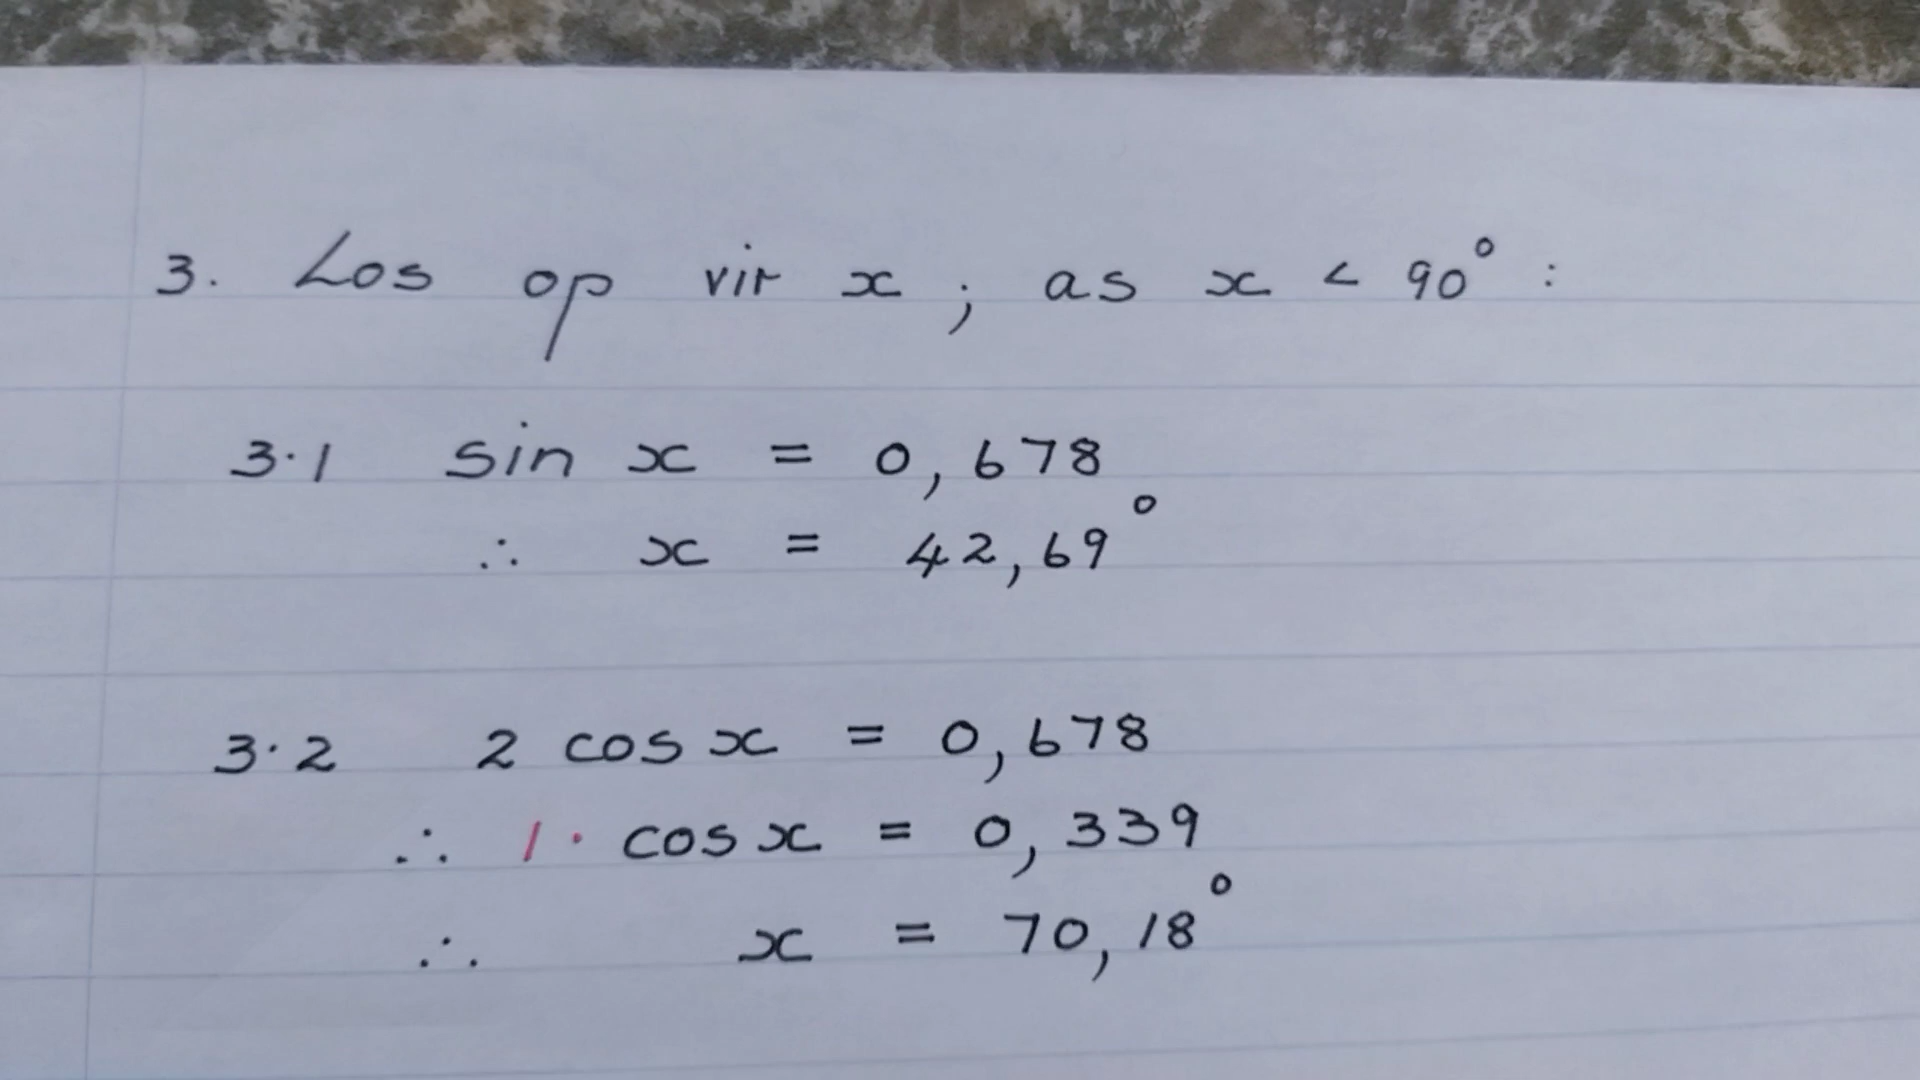 3. Los op vir x ; as x < 90° :
3.1 sin x = 0,678
∴ x = 42,69°
3.2 2 cos x = 0,678
∴ 1. cos x = 0,339
∴ x = 70,18°